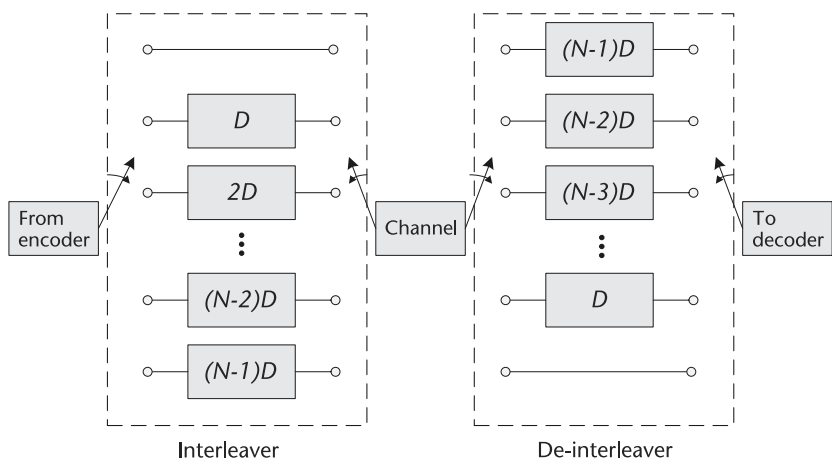 (N-1)D
D
(N-2)D
2D
(N-3)D
From
encoder
Channel
To
decoder
(N-2)D
D
(N-1)D
Interleaver
De-interleaver